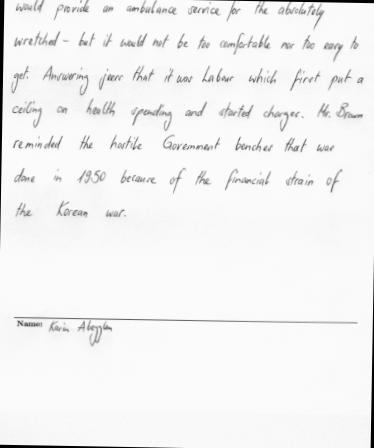 would provide an ambulance service for the absolutely
wretched - but it would not be too comfortable nor too easy to
get. Answering jeers that it was Labour which first put a
ceiling on health spending and started charges. Mr. Brown
reminded the hostile Government benches that was
done in 1950 because of the financial strain of
the Korean war.
Name: Karin Abegglen